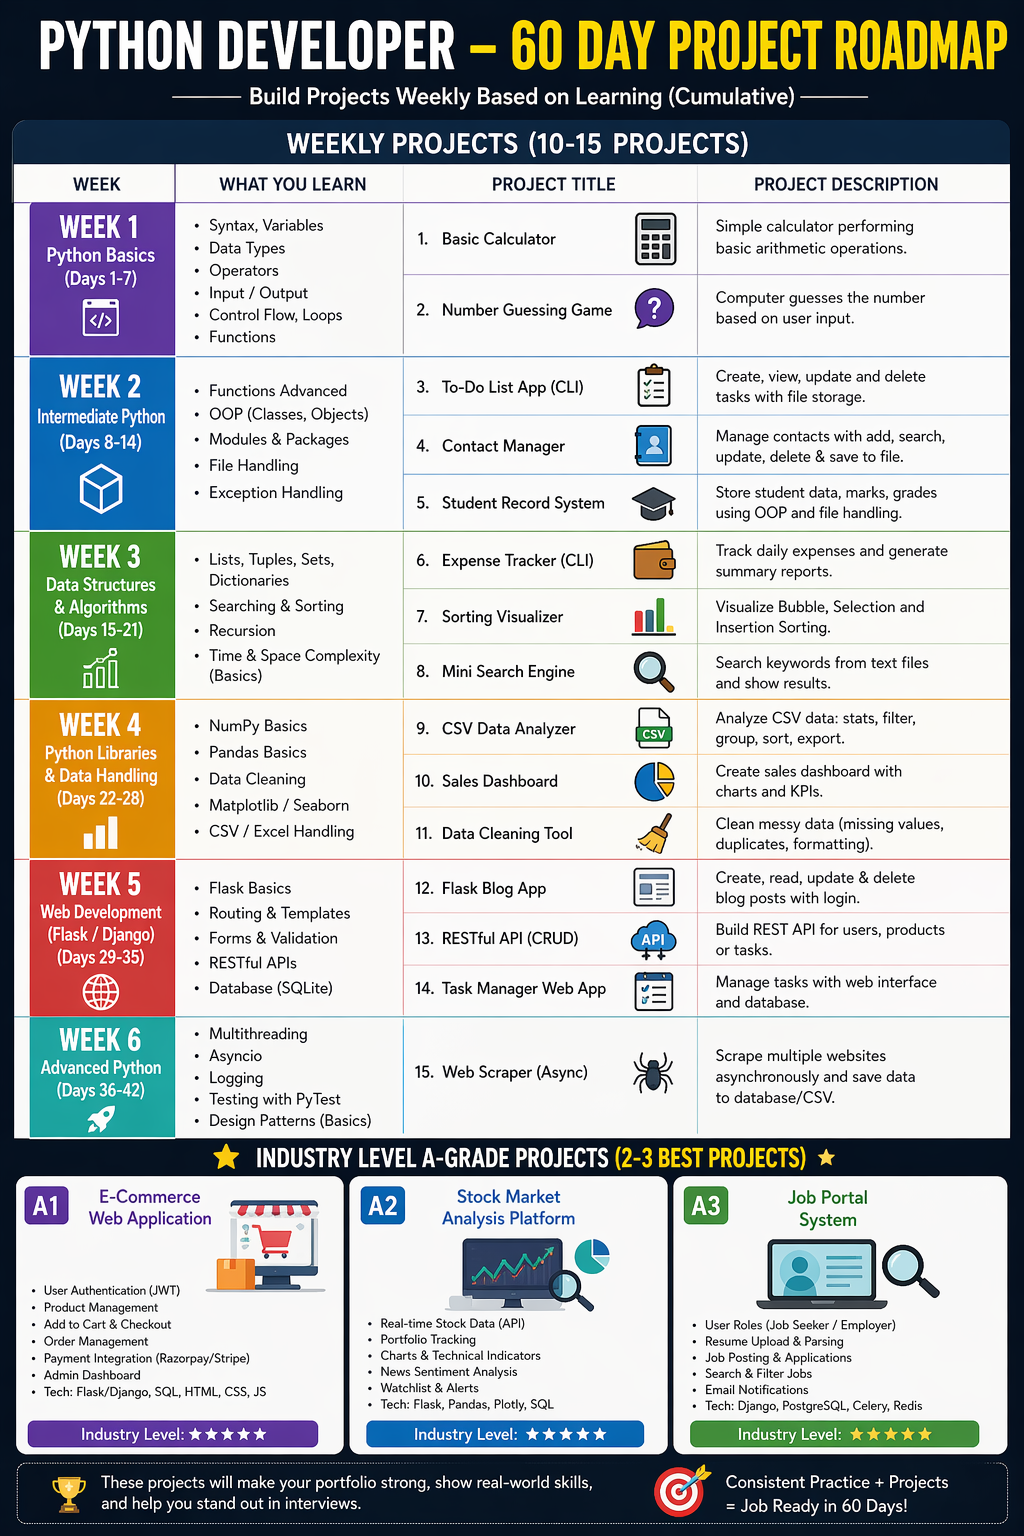 PYTHON DEVELOPER – 60 DAY PROJECT ROADMAP
Build Projects Weekly Based on Learning (Cumulative)
WEEKLY PROJECTS (10-15 PROJECTS)
WEEK
WHAT YOU LEARN
PROJECT TITLE
PROJECT DESCRIPTION
WEEK 1
Python Basics
(Days 1-7)
</>
• Syntax, Variables
• Data Types
• Operators
• Input / Output
• Control Flow, Loops
• Functions
1. Basic Calculator
Simple calculator performing
basic arithmetic operations.
2. Number Guessing Game
?
Computer guesses the number
based on user input.
WEEK 2
Intermediate Python
(Days 8-14)
• Functions Advanced
• OOP (Classes, Objects)
• Modules & Packages
• File Handling
• Exception Handling
3. To-Do List App (CLI)
Create, view, update and delete
tasks with file storage.
4. Contact Manager
Manage contacts with add, search,
update, delete & save to file.
5. Student Record System
Store student data, marks, grades
using OOP and file handling.
WEEK 3
Data Structures
& Algorithms
(Days 15-21)
• Lists, Tuples, Sets,
Dictionaries
• Searching & Sorting
• Recursion
• Time & Space Complexity
(Basics)
6. Expense Tracker (CLI)
Track daily expenses and generate
summary reports.
7. Sorting Visualizer
Visualize Bubble, Selection and
Insertion Sorting.
8. Mini Search Engine
Search keywords from text files
and show results.
WEEK 4
Python Libraries
& Data Handling
(Days 22-28)
• NumPy Basics
• Pandas Basics
• Data Cleaning
• Matplotlib / Seaborn
• CSV / Excel Handling
9. CSV Data Analyzer
CSV
Analyze CSV data: stats, filter,
group, sort, export.
10. Sales Dashboard
Create sales dashboard with
charts and KPIs.
11. Data Cleaning Tool
Clean messy data (missing values,
duplicates, formatting).
WEEK 5
Web Development
(Flask / Django)
(Days 29-35)
• Flask Basics
• Routing & Templates
• Forms & Validation
• RESTful APIs
• Database (SQLite)
12. Flask Blog App
Create, read, update & delete
blog posts with login.
13. RESTful API (CRUD)
API
Build REST API for users, products
or tasks.
14. Task Manager Web App
Manage tasks with web interface
and database.
WEEK 6
Advanced Python
(Days 36-42)
• Multithreading
• Asyncio
• Logging
• Testing with PyTest
• Design Patterns (Basics)
15. Web Scraper (Async)
Scrape multiple websites
asynchronously and save data
to database/CSV.
INDUSTRY LEVEL A-GRADE PROJECTS (2-3 BEST PROJECTS)
A1
E-Commerce
Web Application
• User Authentication (JWT)
• Product Management
• Add to Cart & Checkout
• Order Management
• Payment Integration (Razorpay/Stripe)
• Admin Dashboard
• Tech: Flask/Django, SQL, HTML, CSS, JS
Industry Level: ★★★★★
A2
Stock Market
Analysis Platform
• Real-time Stock Data (API)
• Portfolio Tracking
• Charts & Technical Indicators
• News Sentiment Analysis
• Watchlist & Alerts
• Tech: Flask, Pandas, Plotly, SQL
Industry Level: ★★★★★
A3
Job Portal
System
• User Roles (Job Seeker / Employer)
• Resume Upload & Parsing
• Job Posting & Applications
• Search & Filter Jobs
• Email Notifications
• Tech: Django, PostgreSQL, Celery, Redis
Industry Level: ★★★★★
These projects will make your portfolio strong, show real-world skills,
and help you stand out in interviews.
Consistent Practice + Projects
= Job Ready in 60 Days!